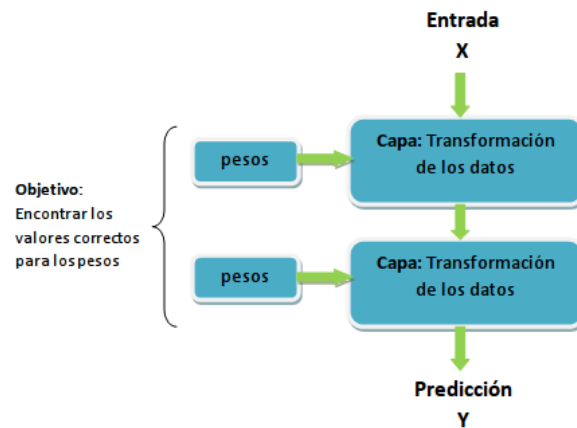 Entrada
X
pesos
Capa: Transformación
de los datos
Objetivo:
Encontrar los
valores correctos
para los pesos
pesos
Capa: Transformación
de los datos
Predicción
Y